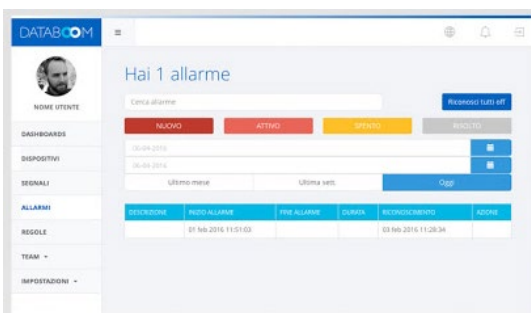 DATABOOM
Hai 1 allarme
NOME UTENTE
Cerca allarme
Riconosci tutti off
NUOVO ATTIVO SPENTO RISOLTO
06-04-2016
06-04-2016
Ultimo mese Ultima sett. Oggi
DASHBOARDS
DISPOSITIVI
SEGNALI
ALLARMI
REGOLE
TEAM
IMPOSTAZIONI
DESCRIZIONE INIZIO ALLARME FINE ALLARME DURATA RICONOSCIMENTO AZIONE
01 feb 2016 11:51:03 03 feb 2016 11:28:34